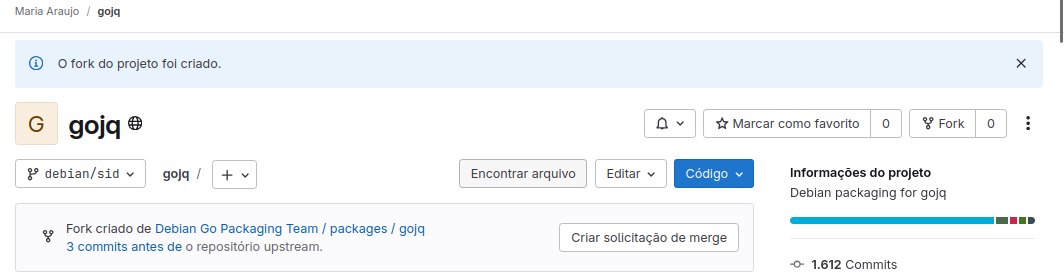 Maria Araujo / gojq
O fork do projeto foi criado.
G gojq
Marcar como favorito 0 Fork 0
debian/sid gojq / + Encontrar arquivo Editar Código
Fork criado de Debian Go Packaging Team / packages / gojq
3 commits antes de o repositório upstream.
Criar solicitação de merge
Informações do projeto
Debian packaging for gojq
1.612 Commits